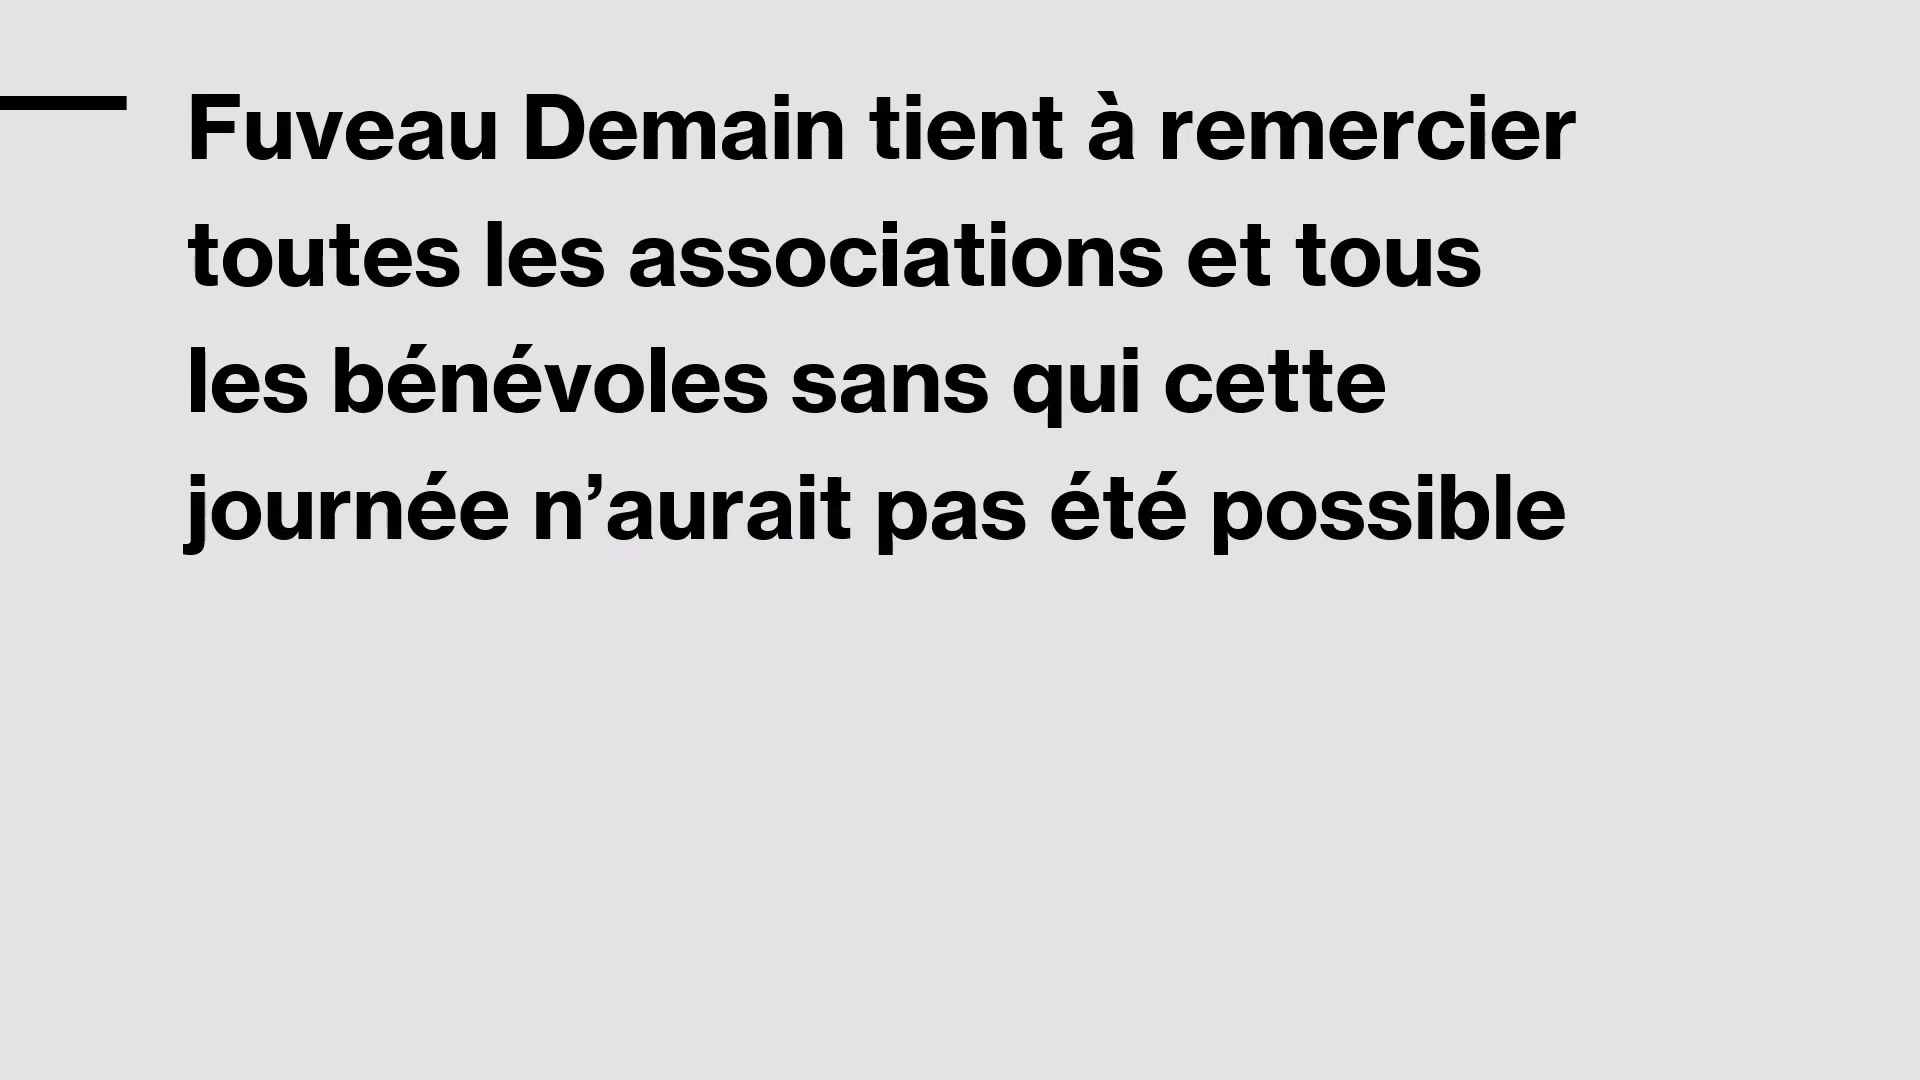 Fuveau Demain tient à remercier
toutes les associations et tous
les bénévoles sans qui cette
journée n’aurait pas été possible